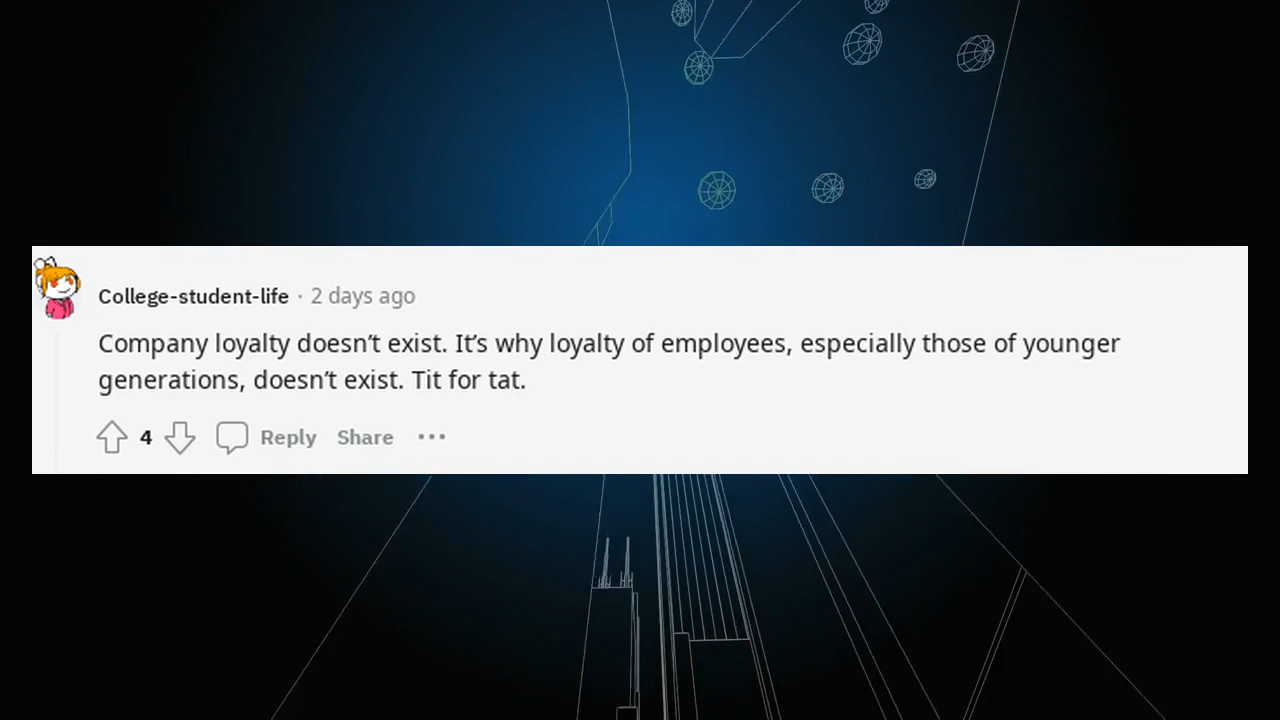 College-student-life · 2 days ago
Company loyalty doesn’t exist. It’s why loyalty of employees, especially those of younger
generations, doesn’t exist. Tit for tat.
4 Reply Share •••